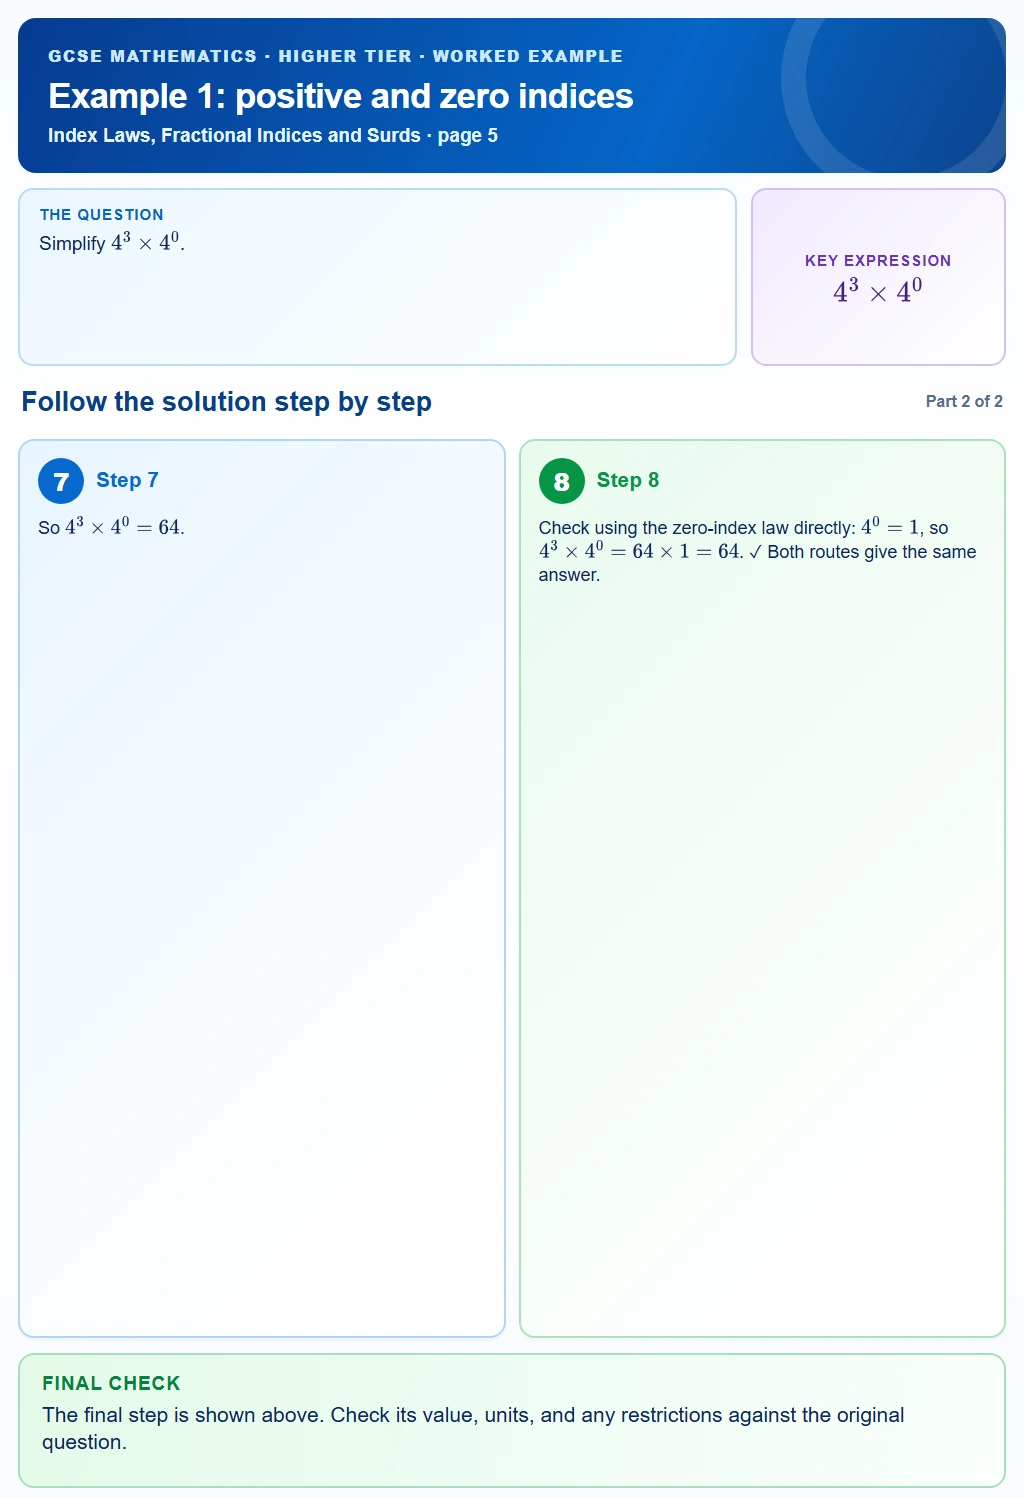 GCSE MATHEMATICS · HIGHER TIER · WORKED EXAMPLE
Example 1: positive and zero indices
Index Laws, Fractional Indices and Surds · page 5
THE QUESTION
Simplify 4³ × 4⁰.
KEY EXPRESSION
4³ × 4⁰
Follow the solution step by step
Part 2 of 2
7 Step 7
So 4³ × 4⁰ = 64.
8 Step 8
Check using the zero-index law directly: 4⁰ = 1, so
4³ × 4⁰ = 64 × 1 = 64. ✓ Both routes give the same
answer.
FINAL CHECK
The final step is shown above. Check its value, units, and any restrictions against the original
question.